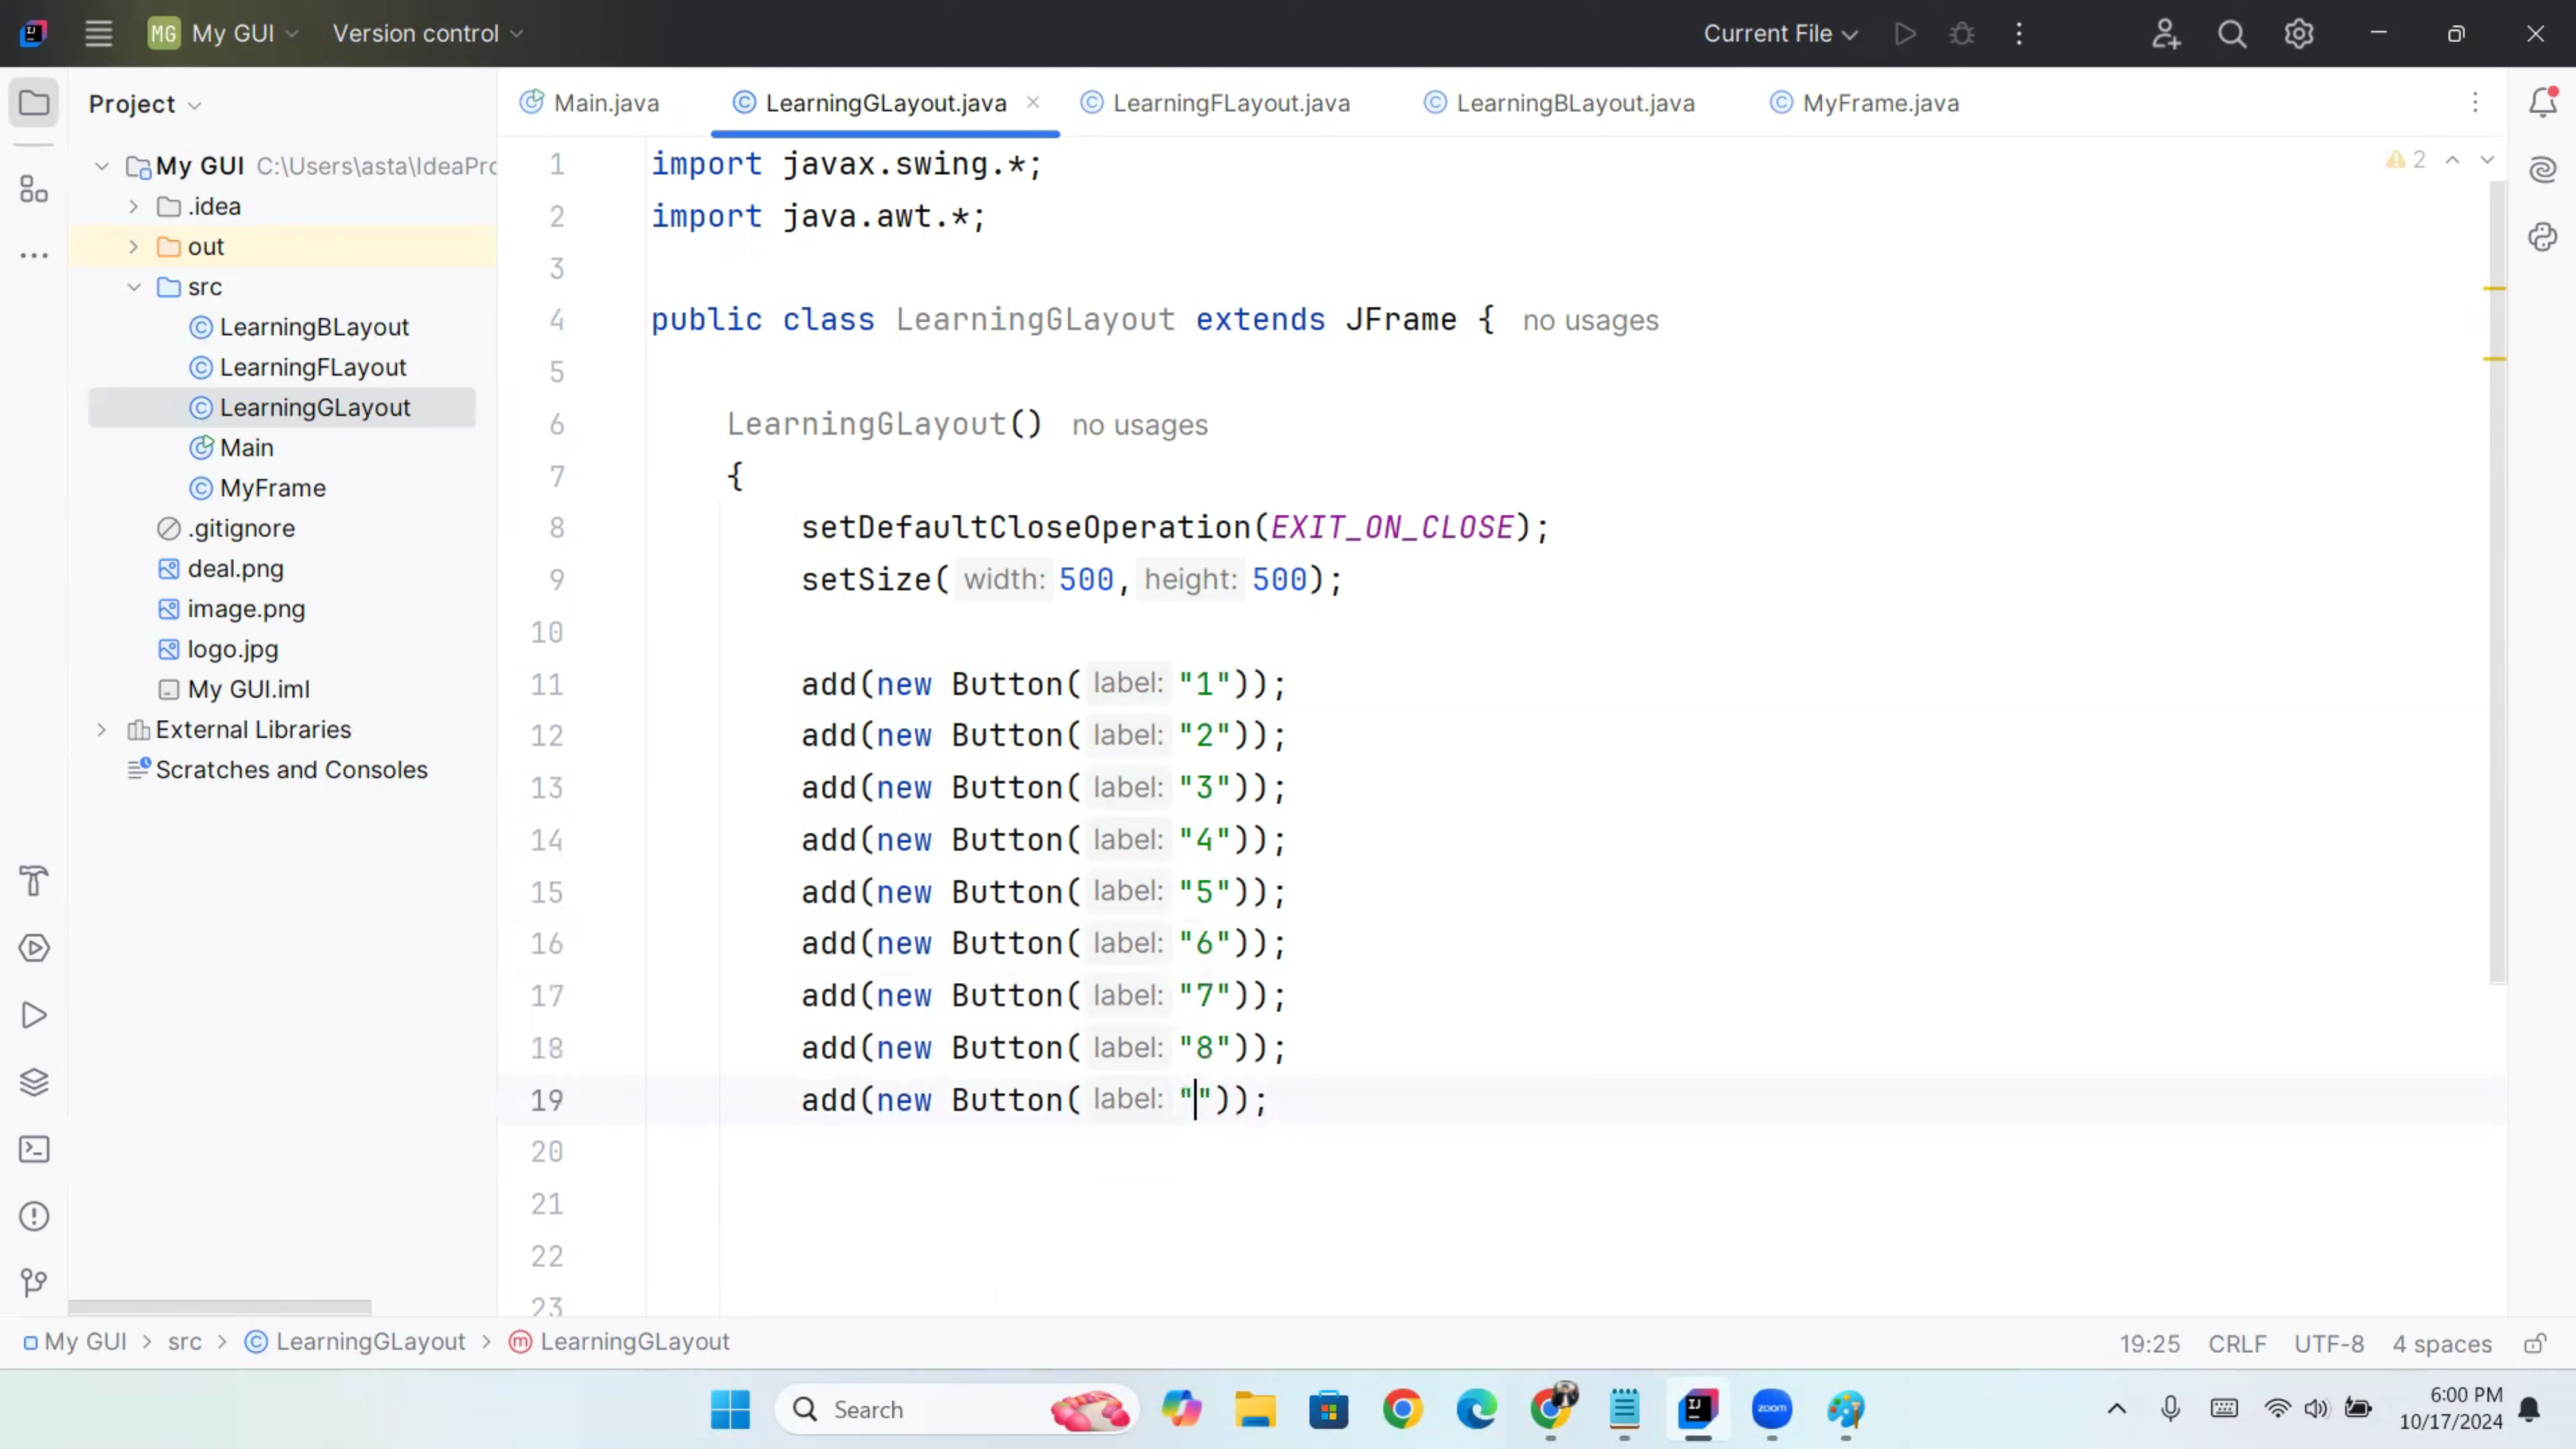 MG My GUI Version control Current File
Project
Main.java LearningGLayout.java LearningFLayout.java LearningBLayout.java MyFrame.java
My GUI C:\Users\asta\IdeaPro
.idea
out
src
LearningBLayout
LearningFLayout
LearningGLayout
Main
MyFrame
.gitignore
deal.png
image.png
logo.jpg
My GUI.iml
External Libraries
Scratches and Consoles
2
1 import javax.swing.*;
2 import java.awt.*;
3
4 public class LearningGLayout extends JFrame { no usages
5
6 LearningGLayout() no usages
7 {
8 setDefaultCloseOperation(EXIT_ON_CLOSE);
9 setSize( width: 500, height: 500);
10
11 add(new Button( label: "1"));
12 add(new Button( label: "2"));
13 add(new Button( label: "3"));
14 add(new Button( label: "4"));
15 add(new Button( label: "5"));
16 add(new Button( label: "6"));
17 add(new Button( label: "7"));
18 add(new Button( label: "8"));
19 add(new Button( label: ""));
20
21
22
23
My GUI > src > LearningGLayout > LearningGLayout
19:25 CRLF UTF-8 4 spaces
Search
zoom
6:00 PM
10/17/2024